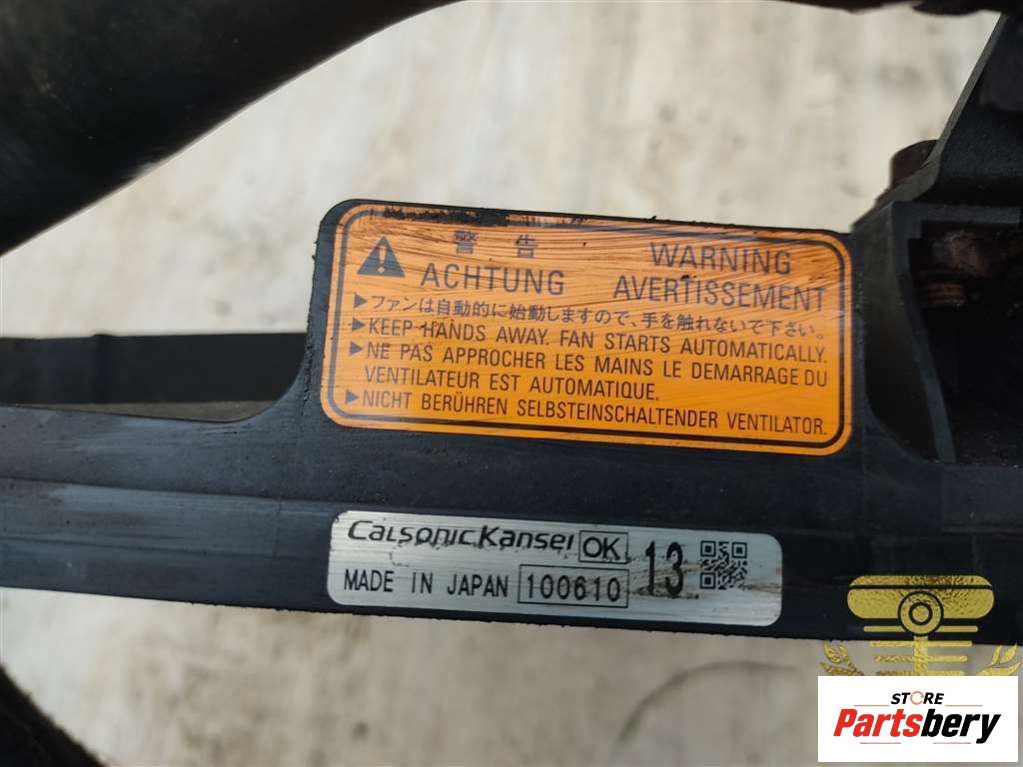 警告 WARNING
ACHTUNG AVERTISSEMENT
▶ファンは自動的に始動しますので、手を触れないで下さい。
▶KEEP HANDS AWAY. FAN STARTS AUTOMATICALLY.
▶NE PAS APPROCHER LES MAINS LE DEMARRAGE DU
VENTILATEUR EST AUTOMATIQUE.
▶NICHT BERÜHREN SELBSTEINSCHALTENDER VENTILATOR.
CalsonicKansei OK 13
MADE IN JAPAN 100610
STORE
Partsbery